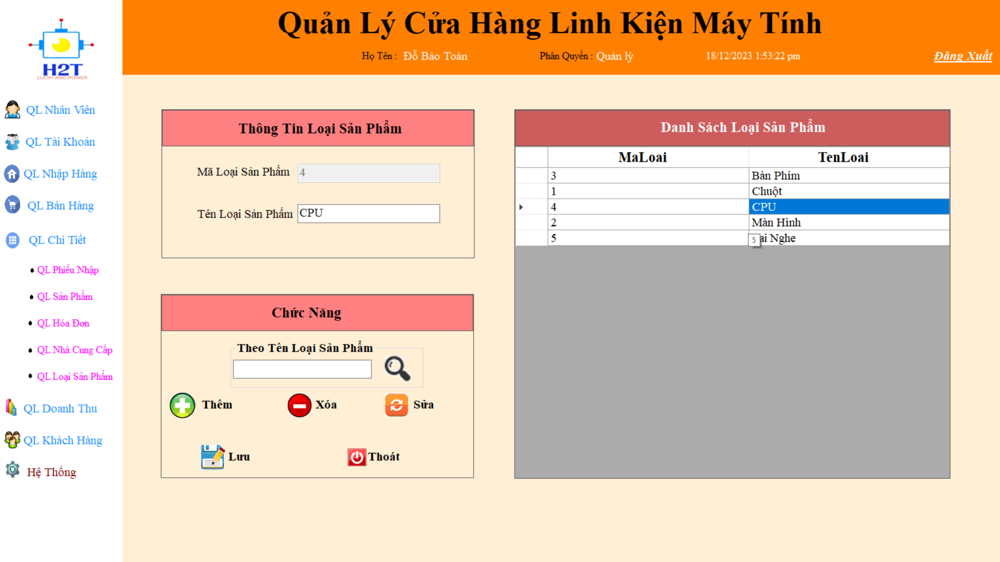 Quản Lý Cửa Hàng Linh Kiện Máy Tính
Họ Tên : Đỗ Bảo Toàn
Phân Quyền : Quản lý
18/12/2023 1:53:22 pm
Đăng Xuất
H2T
LUCKY AND POWER
QL Nhân Viên
QL Tài Khoản
QL Nhập Hàng
QL Bán Hàng
QL Chi Tiết
QL Phiếu Nhập
QL Sản Phẩm
QL Hóa Đơn
QL Nhà Cung Cấp
QL Loại Sản Phẩm
QL Doanh Thu
QL Khách Hàng
Hệ Thống
Thông Tin Loại Sản Phẩm
Mã Loại Sản Phẩm 4
Tên Loại Sản Phẩm CPU
Chức Năng
Theo Tên Loại Sản Phẩm
Thêm
Xóa
Sửa
Lưu
Thoát
Danh Sách Loại Sản Phẩm
MaLoai TenLoai
3 Bàn Phím
1 Chuột
4 CPU
2 Màn Hình
5 ai Nghe
5